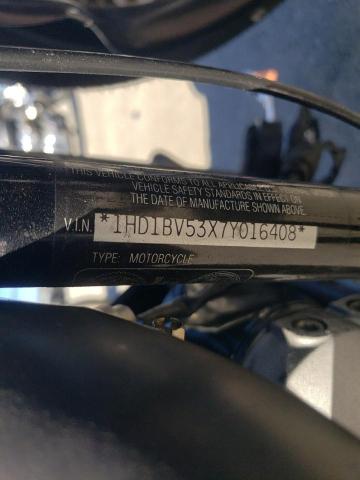 THIS VEHICLE CONFORMS TO ALL APPLICABLE
VEHICLE SAFETY STANDARDS IN EFFECT ON
THE DATE OF MANUFACTURE SHOWN ABOVE.
V.I.N. *1HD1BV53X7Y016408*
TYPE: MOTORCYCLE